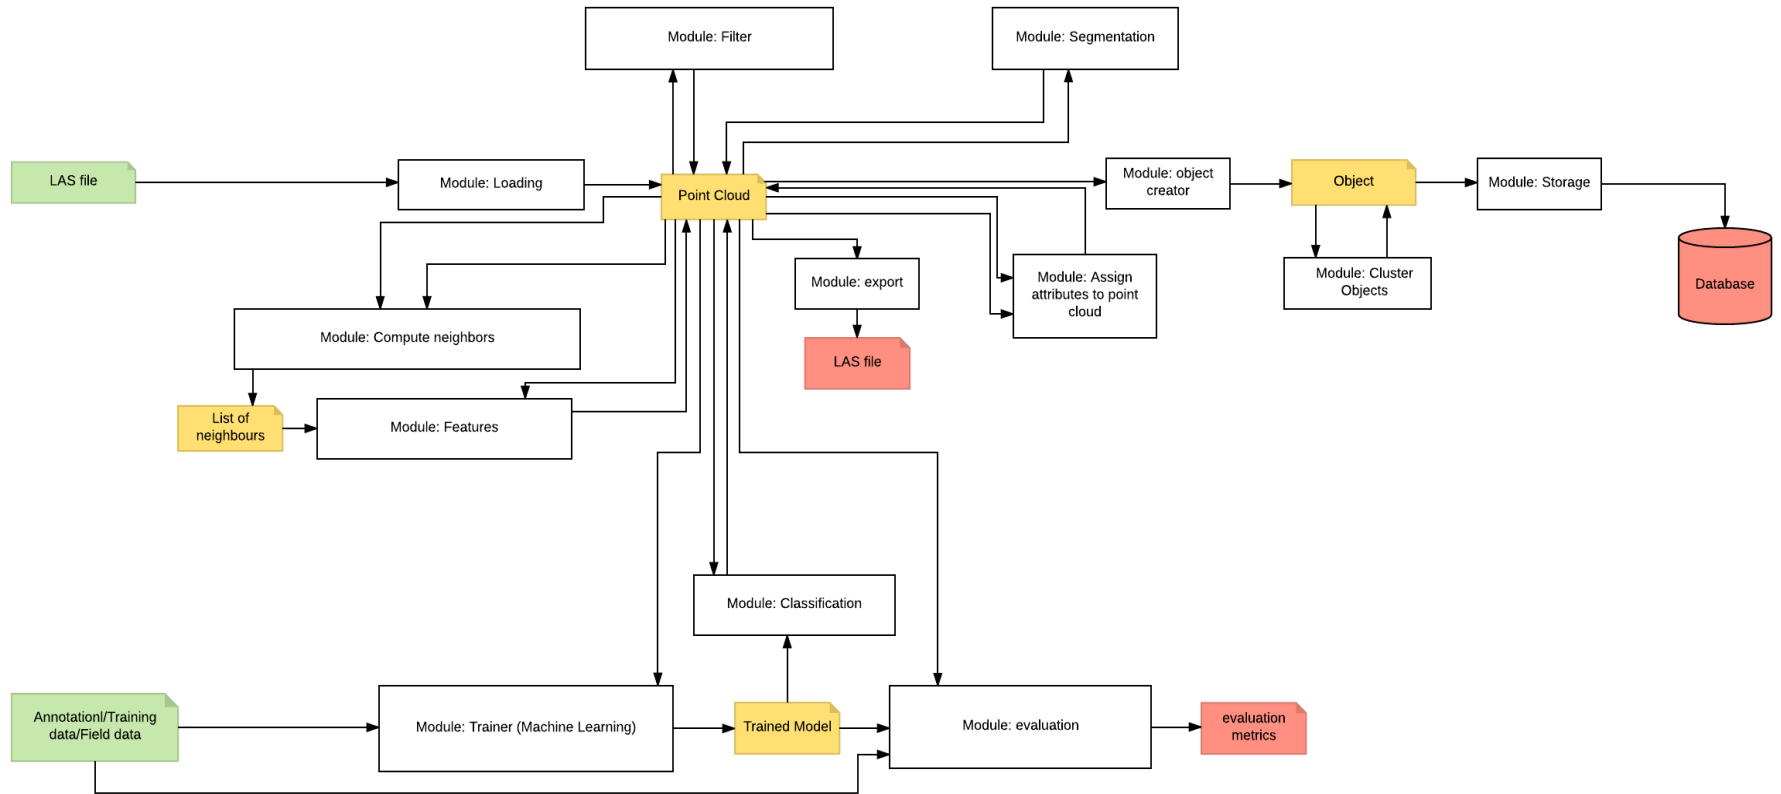 Module: Filter
Module: Segmentation
LAS file
Module: Loading
Point Cloud
Module: object
creator
Object
Module: Storage
Module: export
Module: Assign
attributes to point
cloud
Module: Cluster
Objects
Database
Module: Compute neighbors
LAS file
List of
neighbours
Module: Features
Module: Classification
Annotationl/Training
data/Field data
Module: Trainer (Machine Learning)
Trained Model
Module: evaluation
evaluation
metrics